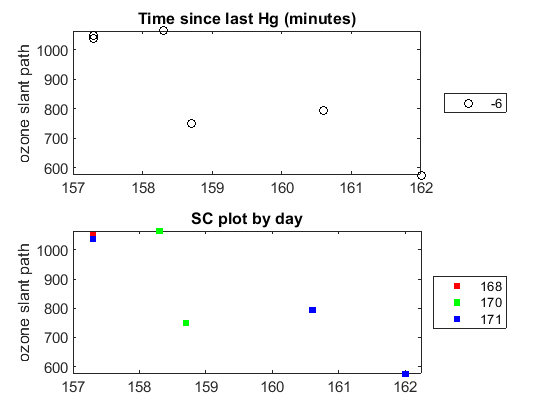 Time since last Hg (minutes)
ozone slant path
1000
900
800
700
600
157 158 159 160 161 162
-6
SC plot by day
ozone slant path
1000
900
800
700
600
157 158 159 160 161 162
168
170
171